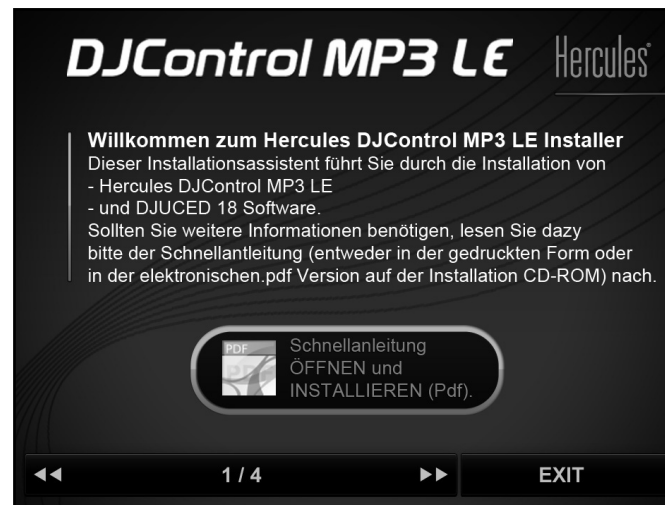 DJControl MP3 LE Hercules
Willkommen zum Hercules DJControl MP3 LE Installer
Dieser Installationsassistent führt Sie durch die Installation von
- Hercules DJControl MP3 LE
- und DJUCED 18 Software.
Sollten Sie weitere Informationen benötigen, lesen Sie dazy
bitte der Schnellantleitung (entweder in der gedruckten Form oder
in der elektronischen.pdf Version auf der Installation CD-ROM) nach.
PDF
Schnellanleitung
ÖFFNEN und
INSTALLIEREN (Pdf).
1 / 4 EXIT